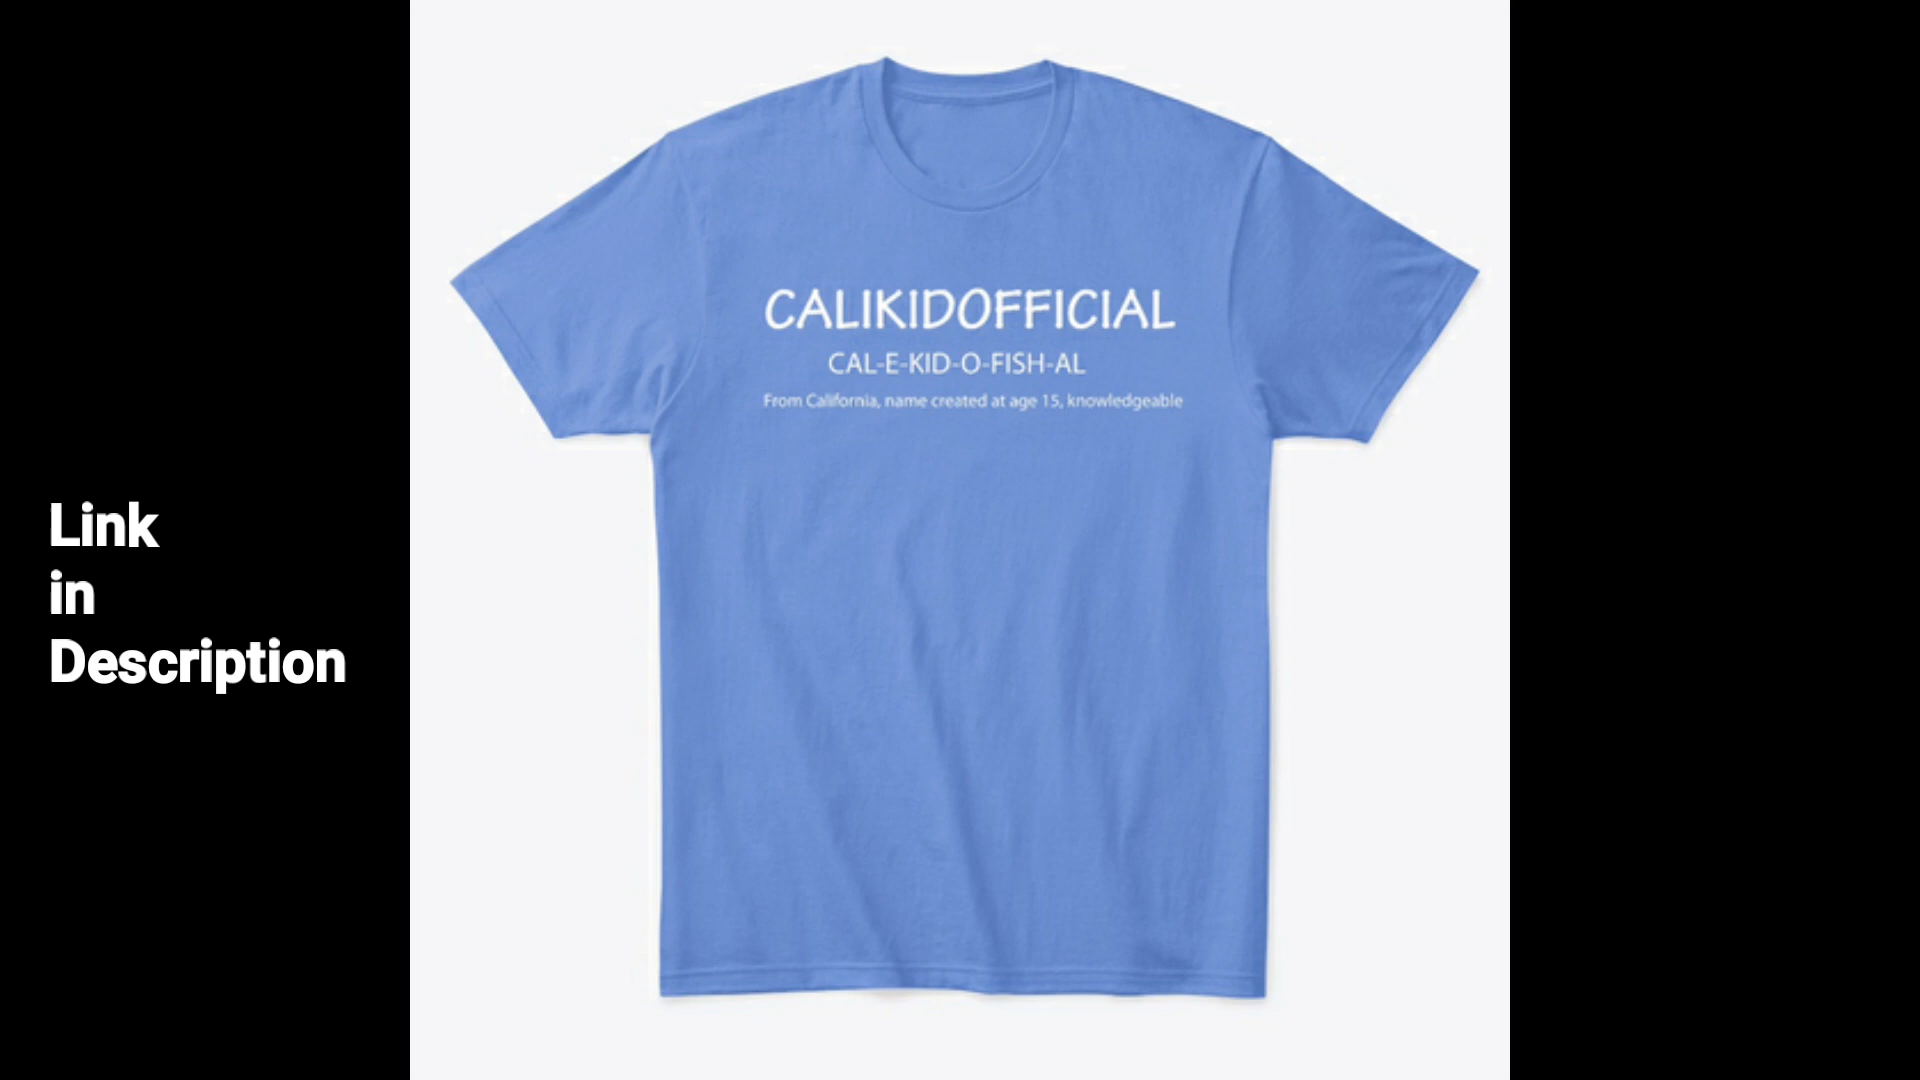 Link
in
Description
CALIKIDOFFICIAL
CAL-E-KID-O-FISH-AL
From California, name created at age 15, knowledgeable